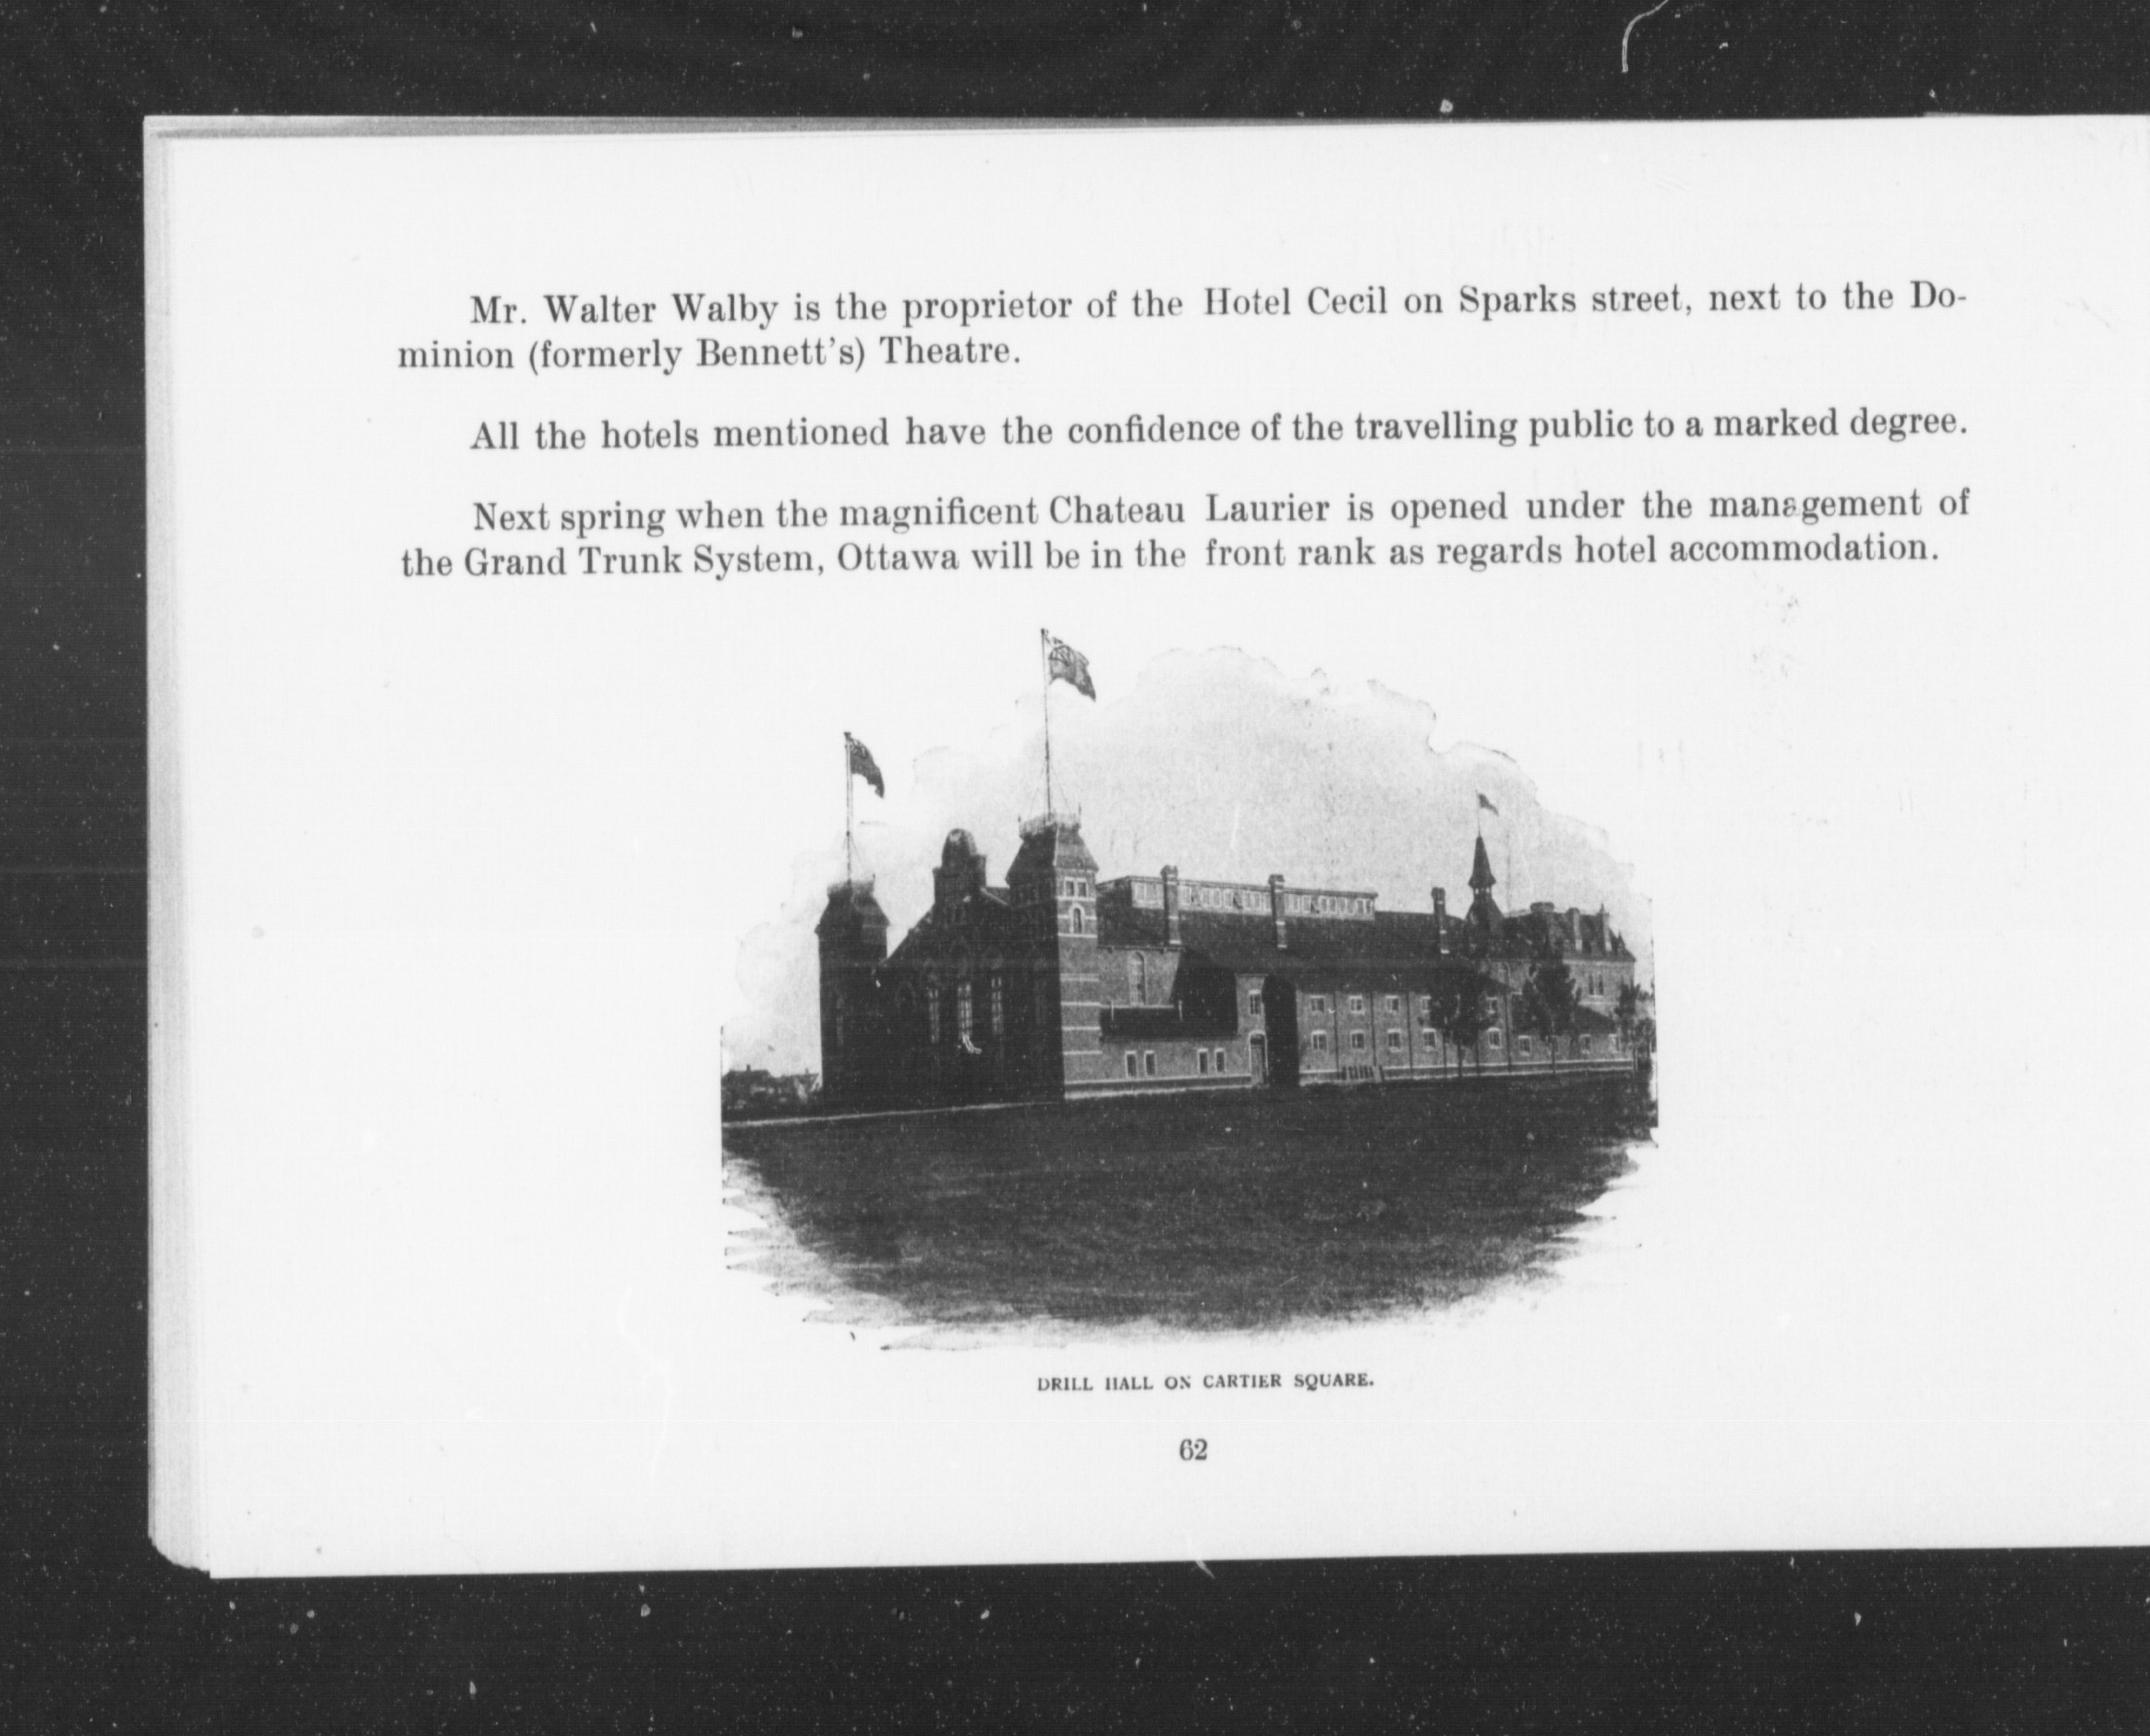 Mr. Walter Walby is the proprietor of the Hotel Cecil on Sparks street, next to the Do-
minion (formerly Bennett's) Theatre.
All the hotels mentioned have the confidence of the travelling public to a marked degree.
Next spring when the magnificent Chateau Laurier is opened under the management of
the Grand Trunk System, Ottawa will be in the front rank as regards hotel accommodation.
DRILL HALL ON CARTIER SQUARE.
62